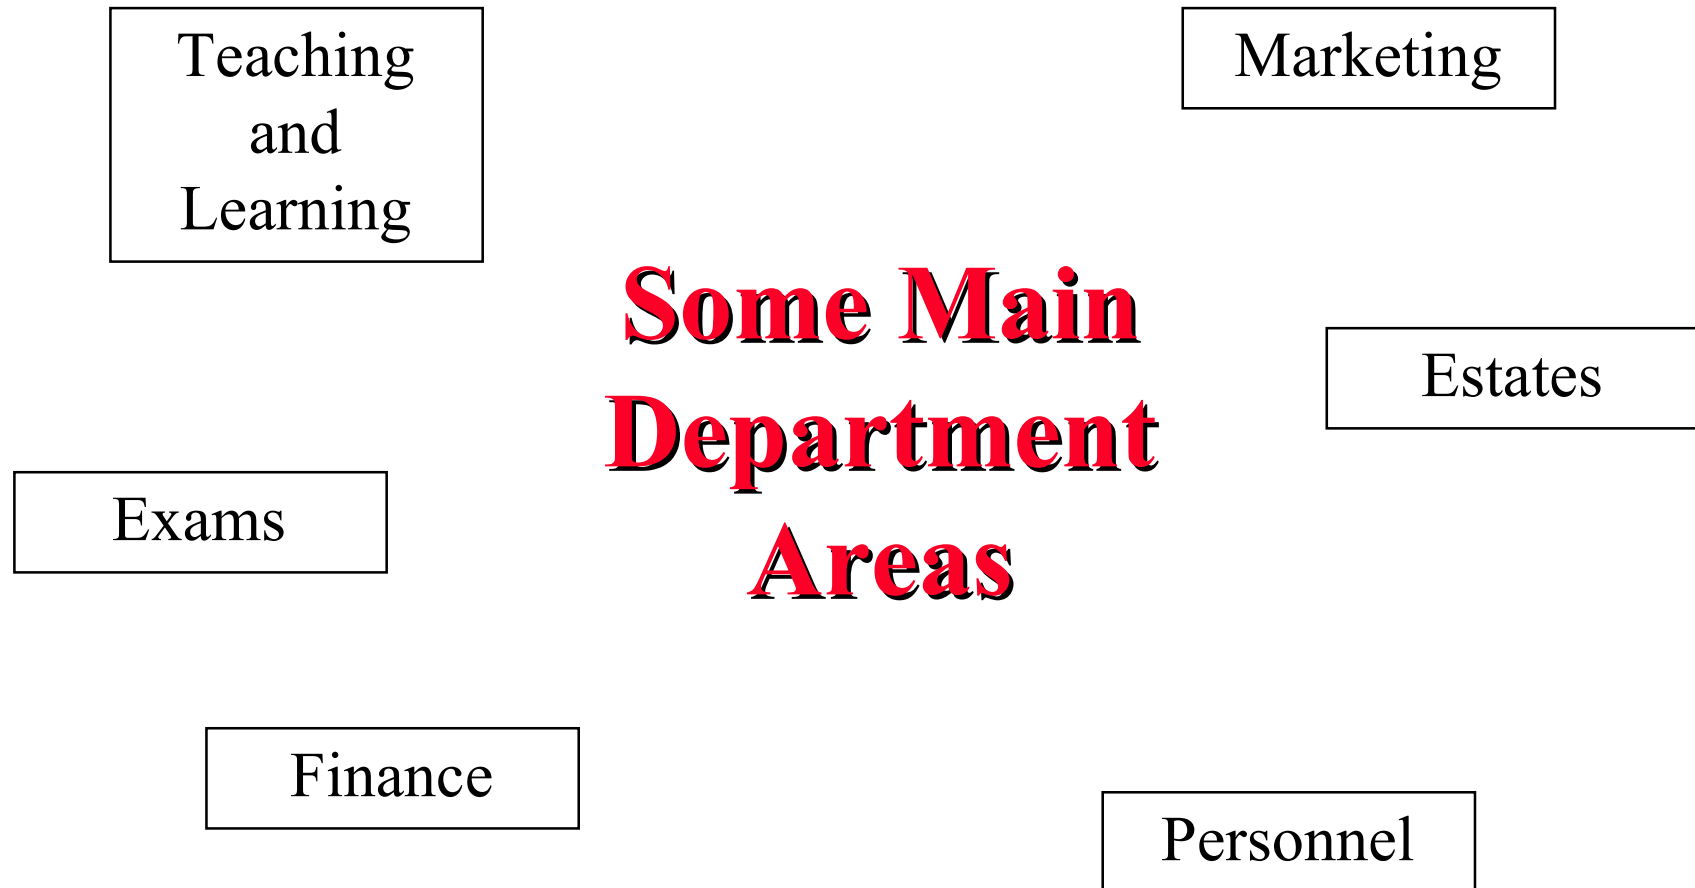 Teaching
and
Learning
Marketing
Some Main
Department
Areas
Estates
Exams
Finance
Personnel